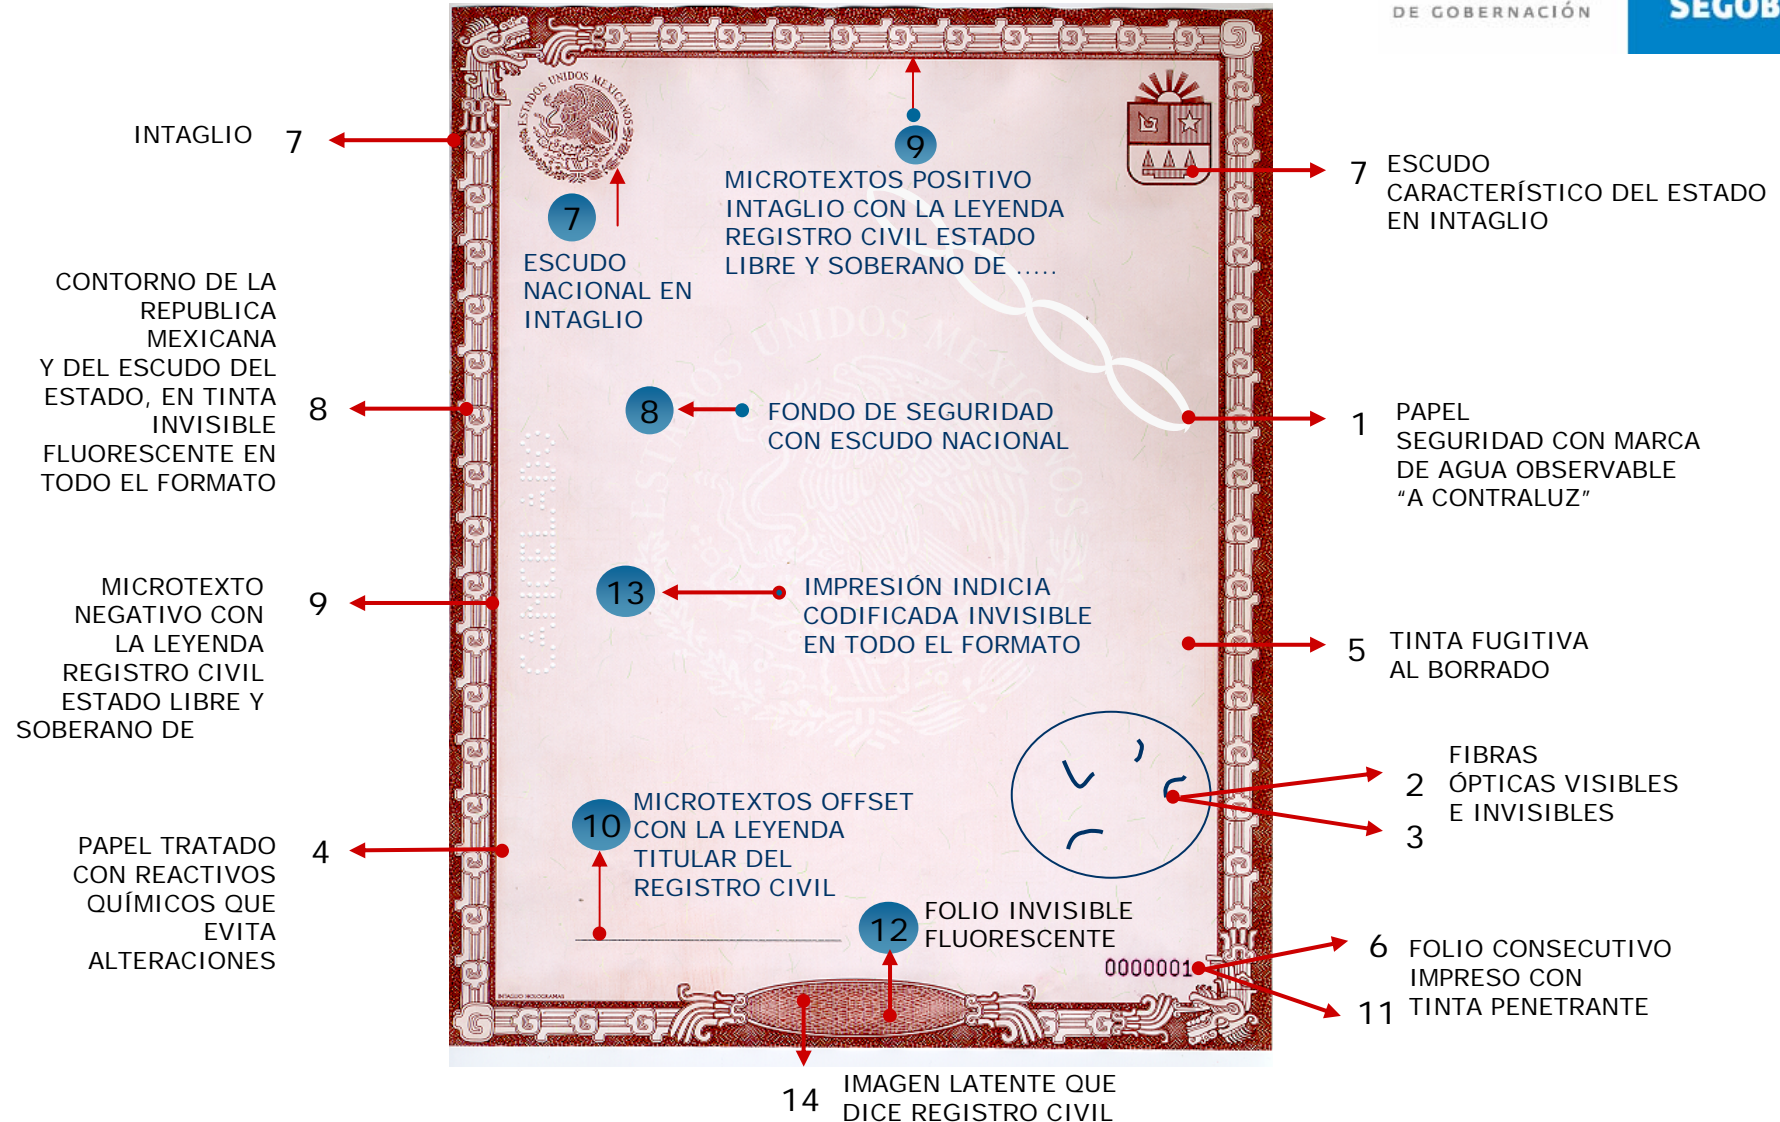 DE GOBERNACIÓN
SEGOB
ESTADOS UNIDOS MEXICANOS
INTAGLIO 7
9
MICROTEXTOS POSITIVO
INTAGLIO CON LA LEYENDA
REGISTRO CIVIL ESTADO
LIBRE Y SOBERANO DE .....
7 ESCUDO
CARACTERÍSTICO DEL ESTADO
EN INTAGLIO
7
ESCUDO
NACIONAL EN
INTAGLIO
CONTORNO DE LA
REPUBLICA
MEXICANA
Y DEL ESCUDO DEL
ESTADO, EN TINTA
INVISIBLE
FLUORESCENTE EN
TODO EL FORMATO
8
ESTADOS UNIDOS MEXICANOS
8
FONDO DE SEGURIDAD
CON ESCUDO NACIONAL
1 PAPEL
SEGURIDAD CON MARCA
DE AGUA OBSERVABLE
“A CONTRALUZ”
MICROTEXTO
NEGATIVO CON
LA LEYENDA
REGISTRO CIVIL
ESTADO LIBRE Y
SOBERANO DE
9
13
IMPRESIÓN INDICIA
CODIFICADA INVISIBLE
EN TODO EL FORMATO
5 TINTA FUGITIVA
AL BORRADO
2
3
FIBRAS
ÓPTICAS VISIBLES
E INVISIBLES
PAPEL TRATADO
CON REACTIVOS
QUÍMICOS QUE
EVITA
ALTERACIONES
4
10
MICROTEXTOS OFFSET
CON LA LEYENDA
TITULAR DEL
REGISTRO CIVIL
12
FOLIO INVISIBLE
FLUORESCENTE
0000001
6
11
FOLIO CONSECUTIVO
IMPRESO CON
TINTA PENETRANTE
INTAGLIO HOLOGRAMAS
14 IMAGEN LATENTE QUE
DICE REGISTRO CIVIL